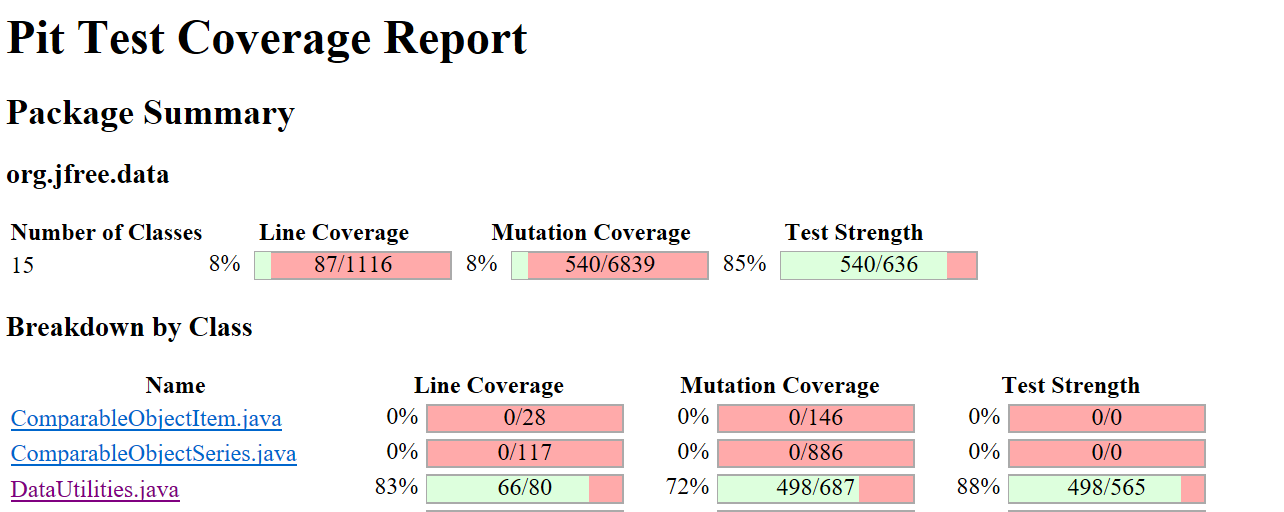 Pit Test Coverage Report
Package Summary
org.jfree.data
Number of Classes Line Coverage Mutation Coverage Test Strength
15 8% 87/1116 8% 540/6839 85% 540/636
Breakdown by Class
Name Line Coverage Mutation Coverage Test Strength
ComparableObjectItem.java 0% 0/28 0% 0/146 0% 0/0
ComparableObjectSeries.java 0% 0/117 0% 0/886 0% 0/0
DataUtilities.java 83% 66/80 72% 498/687 88% 498/565